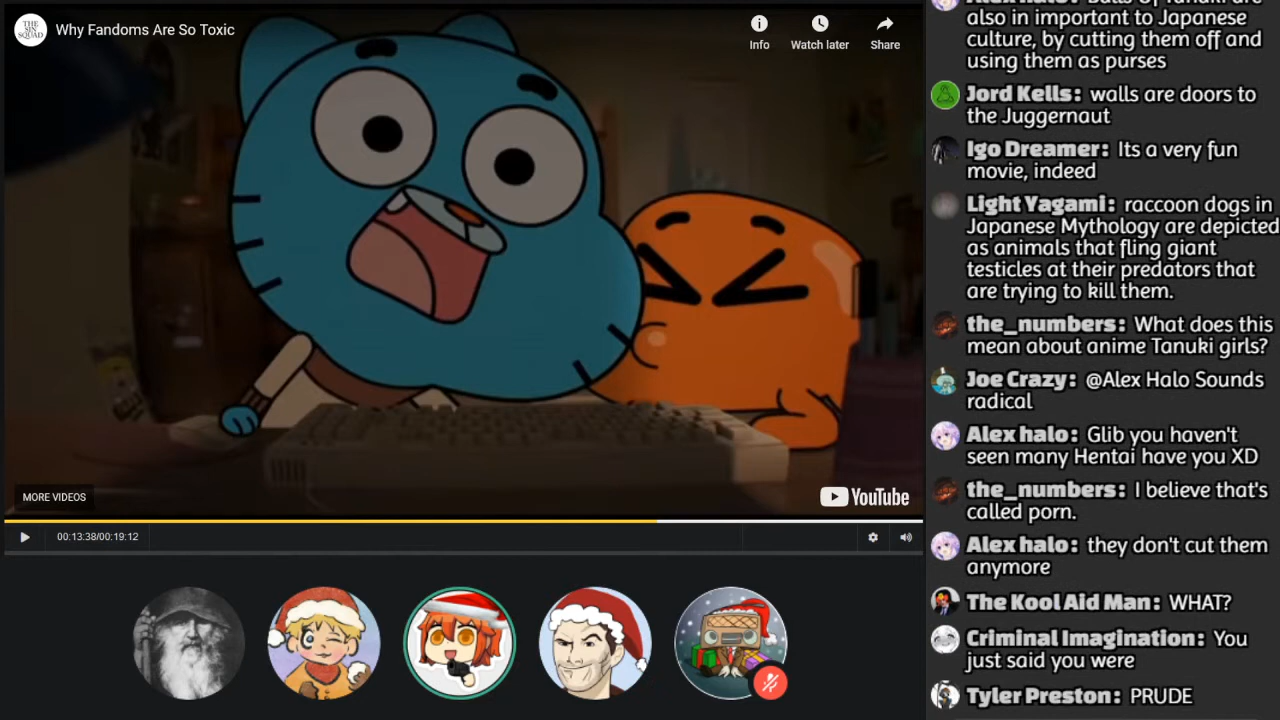 THE
SIN
SQUAD
Why Fandoms Are So Toxic
Info
Watch later
Share
MORE VIDEOS
YouTube
00:13:38/00:19:12
also in important to Japanese
culture, by cutting them off and
using them as purses
Jord Kells: walls are doors to
the Juggernaut
Igo Dreamer: Its a very fun
movie, indeed
Light Yagami: raccoon dogs in
Japanese Mythology are depicted
as animals that fling giant
testicles at their predators that
are trying to kill them.
the_numbers: What does this
mean about anime Tanuki girls?
Joe Crazy: @Alex Halo Sounds
radical
Alex halo: Glib you haven't
seen many Hentai have you XD
the_numbers: I believe that's
called porn.
Alex halo: they don't cut them
anymore
The Kool Aid Man: WHAT?
Criminal Imagination: You
just said you were
Tyler Preston: PRUDE